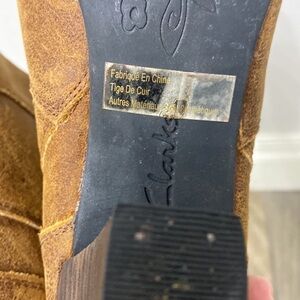 Fabriqué En Chine
Tige De Cuir
Autres Matériaux
Clarks